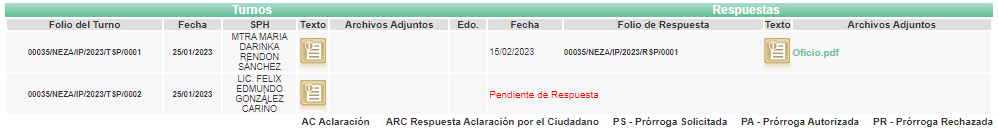 Turnos Respuestas
Folio del Turno Fecha SPH Texto Archivos Adjuntos Edo. Fecha Folio de Respuesta Texto Archivos Adjuntos
00035/NEZA/IP/2023/TSP/0001 25/01/2023 MTRA MARIA DARINKA RENDON SÁNCHEZ 15/02/2023 00035/NEZA/IP/2023/RSP/0001 Oficio.pdf
00035/NEZA/IP/2023/TSP/0002 25/01/2023 LIC. FELIX EDMUNDO GONZÁLEZ CARIÑO Pendiente de Respuesta
AC Aclaración ARC Respuesta Aclaración por el Ciudadano PS - Prórroga Solicitada PA - Prórroga Autorizada PR - Prórroga Rechazada